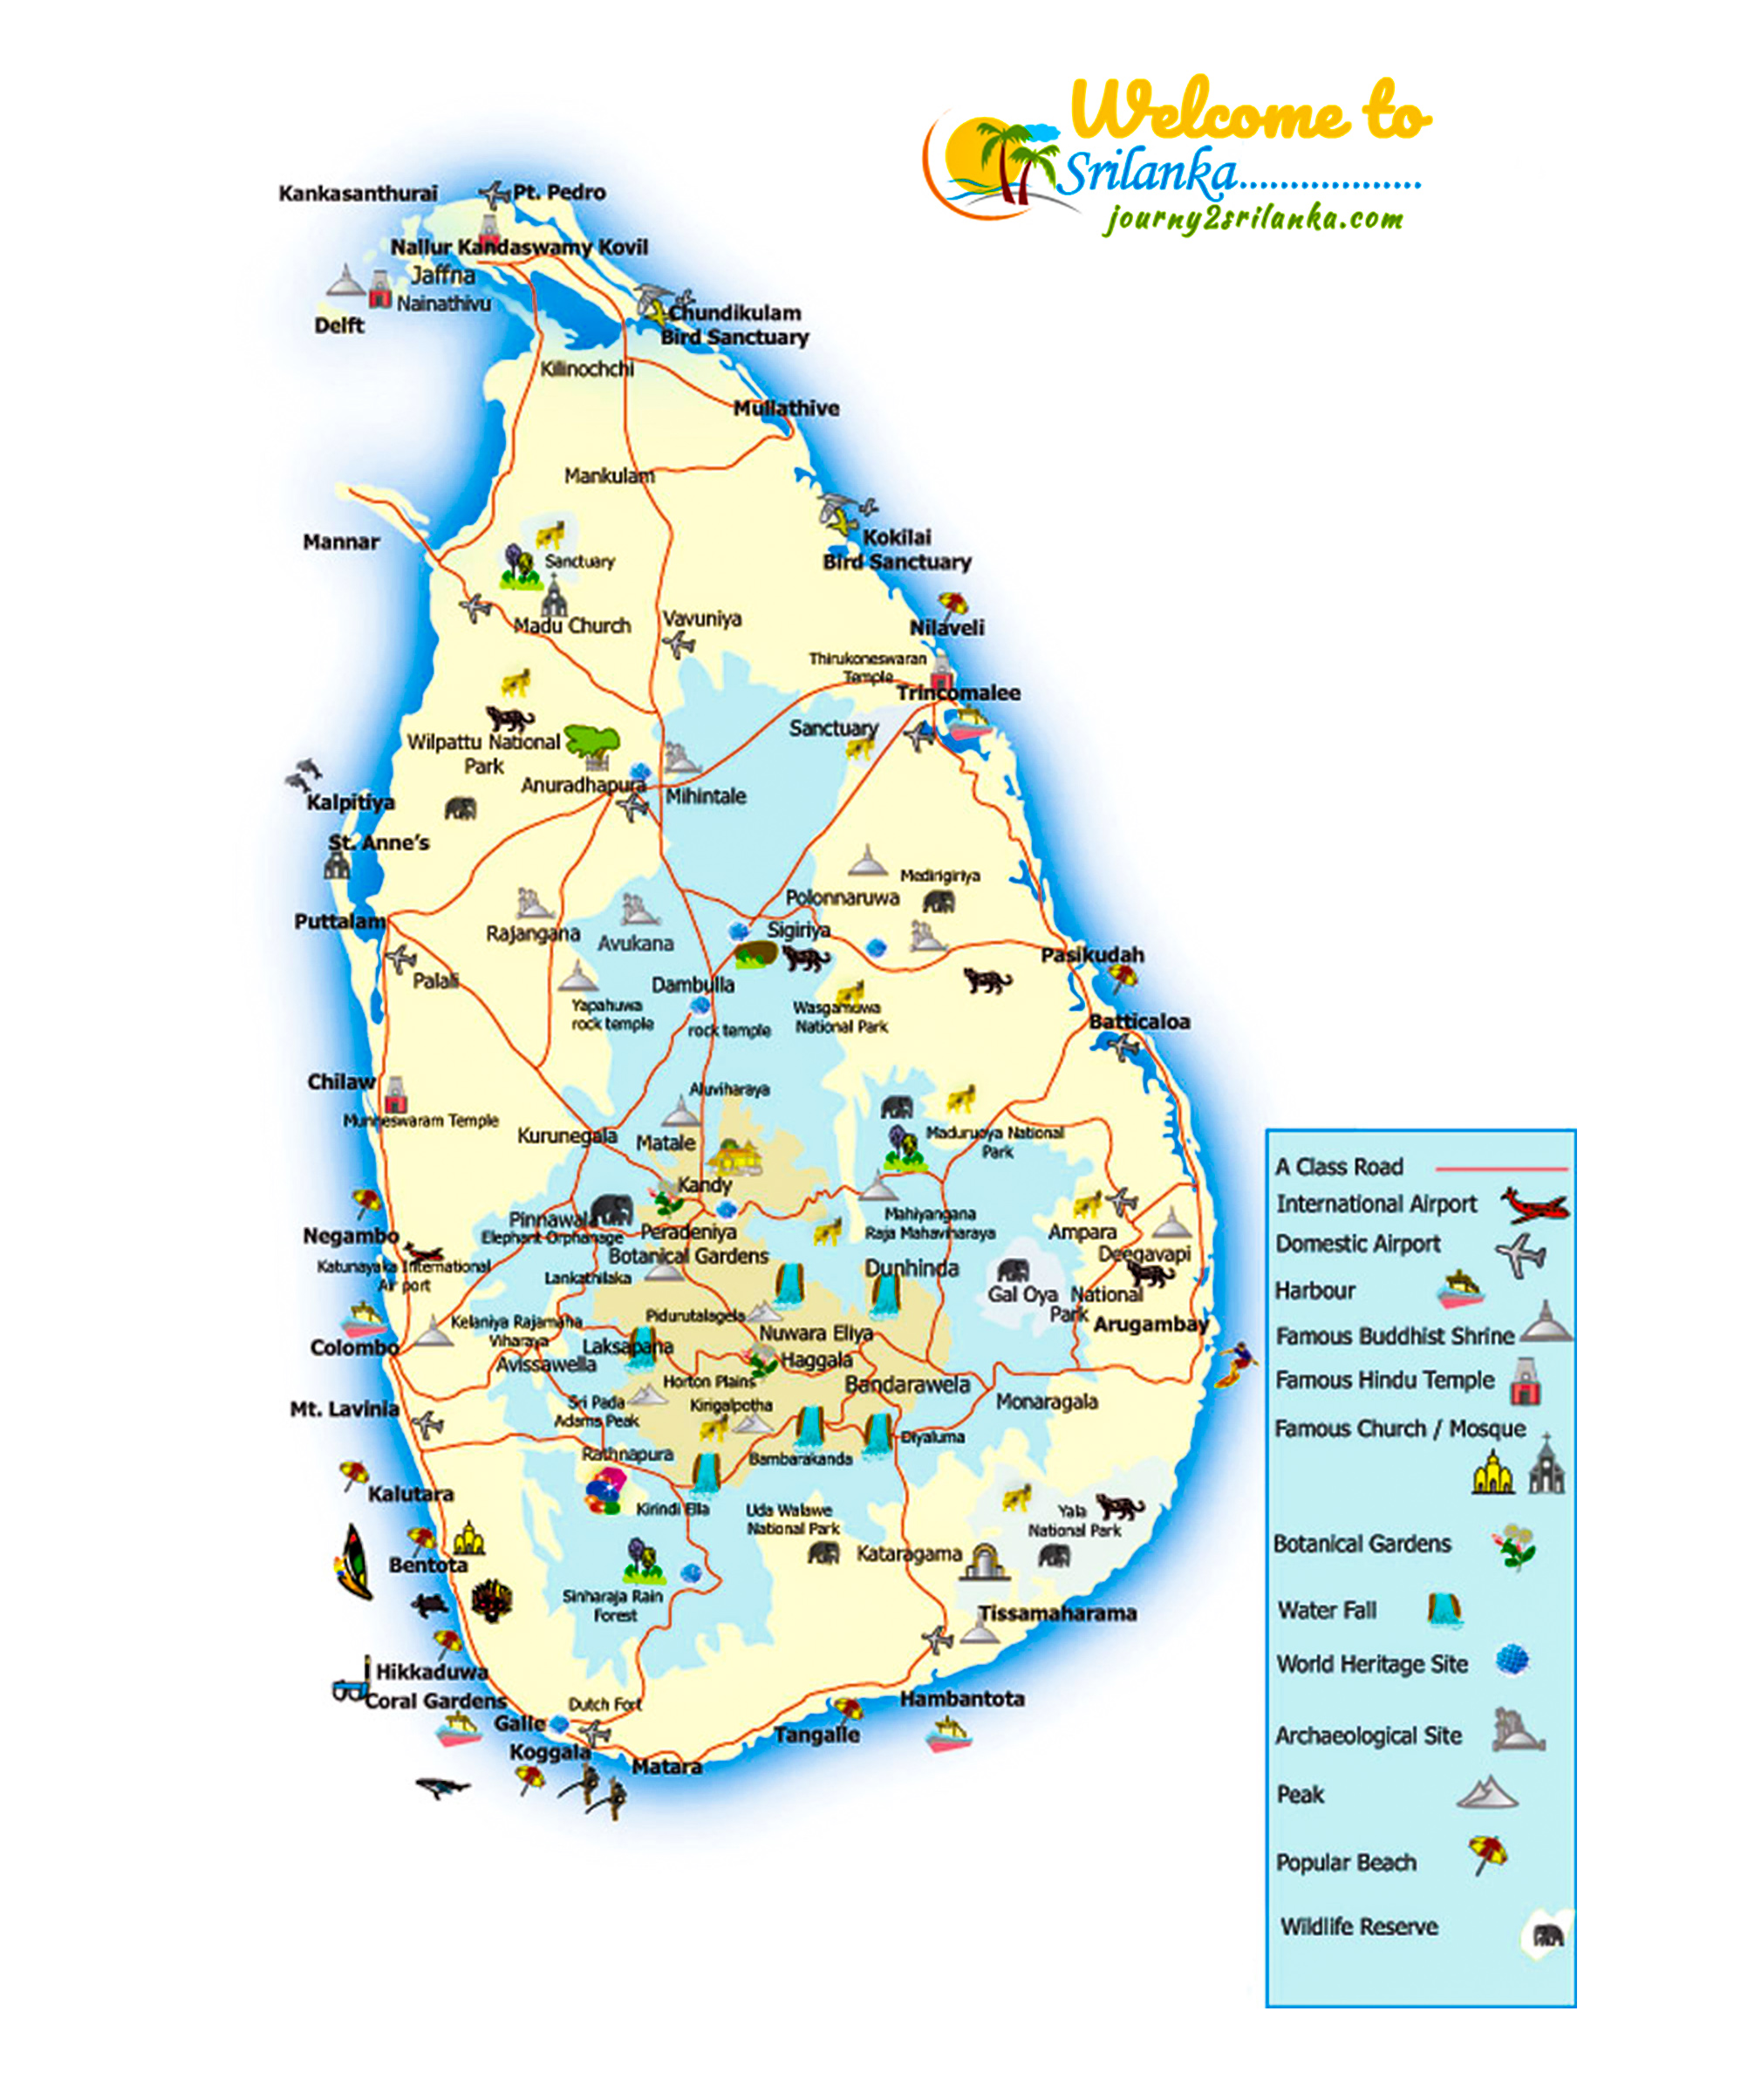 Welcome to
Srilanka..................
journy2srilanka.com
Kankasanthurai
Pt. Pedro
Nallur Kandaswamy Kovil
Jaffna
Nainathivu
Delft
Chundikulam
Bird Sanctuary
Kilinochchi
Mullathive
Mankulam
Mannar
Kokilai
Bird Sanctuary
Sanctuary
Madu Church
Vavuniya
Nilaveli
Thirukoneswaran
Temple
Trincomalee
Sanctuary
Wilpattu National
Park
Anuradhapura
Mihintale
Kalpitiya
St. Anne's
Medirigiriya
Polonnaruwa
Puttalam
Rajangana
Avukana
Sigiriya
Pasikudah
Palali
Dambulla
Yapahuwa
rock temple
rock temple
Wasgamuwa
National Park
Batticaloa
Chilaw
Munneswaram Temple
Aluviharaya
Kurunegala
Matale
Maduruoya National
Park
Kandy
Negambo
Pinnawala
Elephant Orphanage
Peradeniya
Botanical Gardens
Mahiyangana
Raja Mahaviharaya
Ampara
Deegavapi
Katunayaka International
Air port
Lankathilaka
Dunhinda
Gal Oya National
Park
Arugambay
Pidurutalagela
Kelaniya Rajamaha
Viharaya
Colombo
Laksapana
Nuwara Eliya
Avissawella
Haggala
Horton Plains
Bandarawela
Mt. Lavinia
Sri Pada
Adams Peak
Kirigalpotha
Monaragala
Diyaluma
Rathnapura
Bambarakanda
Kalutara
Kirindi Ella
Uda Walawe
National Park
Yala
National Park
Bentota
Kataragama
Sinharaja Rain
Forest
Tissamaharama
Hikkaduwa
Coral Gardens
Dutch Fort
Hambantota
Galle
Tangalle
Koggala
Matara
A Class Road
International Airport
Domestic Airport
Harbour
Famous Buddhist Shrine
Famous Hindu Temple
Famous Church / Mosque
Botanical Gardens
Water Fall
World Heritage Site
Archaeological Site
Peak
Popular Beach
Wildlife Reserve